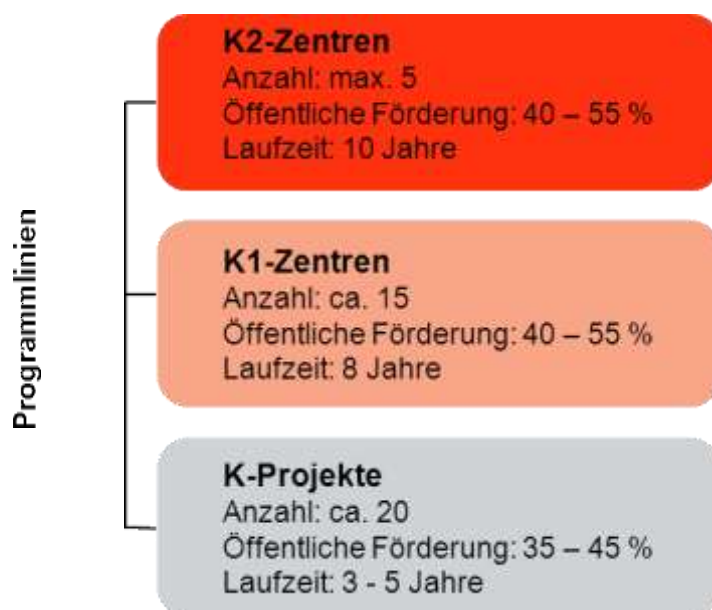 Programmlinien
K2-Zentren
Anzahl: max. 5
Öffentliche Förderung: 40 – 55 %
Laufzeit: 10 Jahre
K1-Zentren
Anzahl: ca. 15
Öffentliche Förderung: 40 – 55 %
Laufzeit: 8 Jahre
K-Projekte
Anzahl: ca. 20
Öffentliche Förderung: 35 – 45 %
Laufzeit: 3 - 5 Jahre